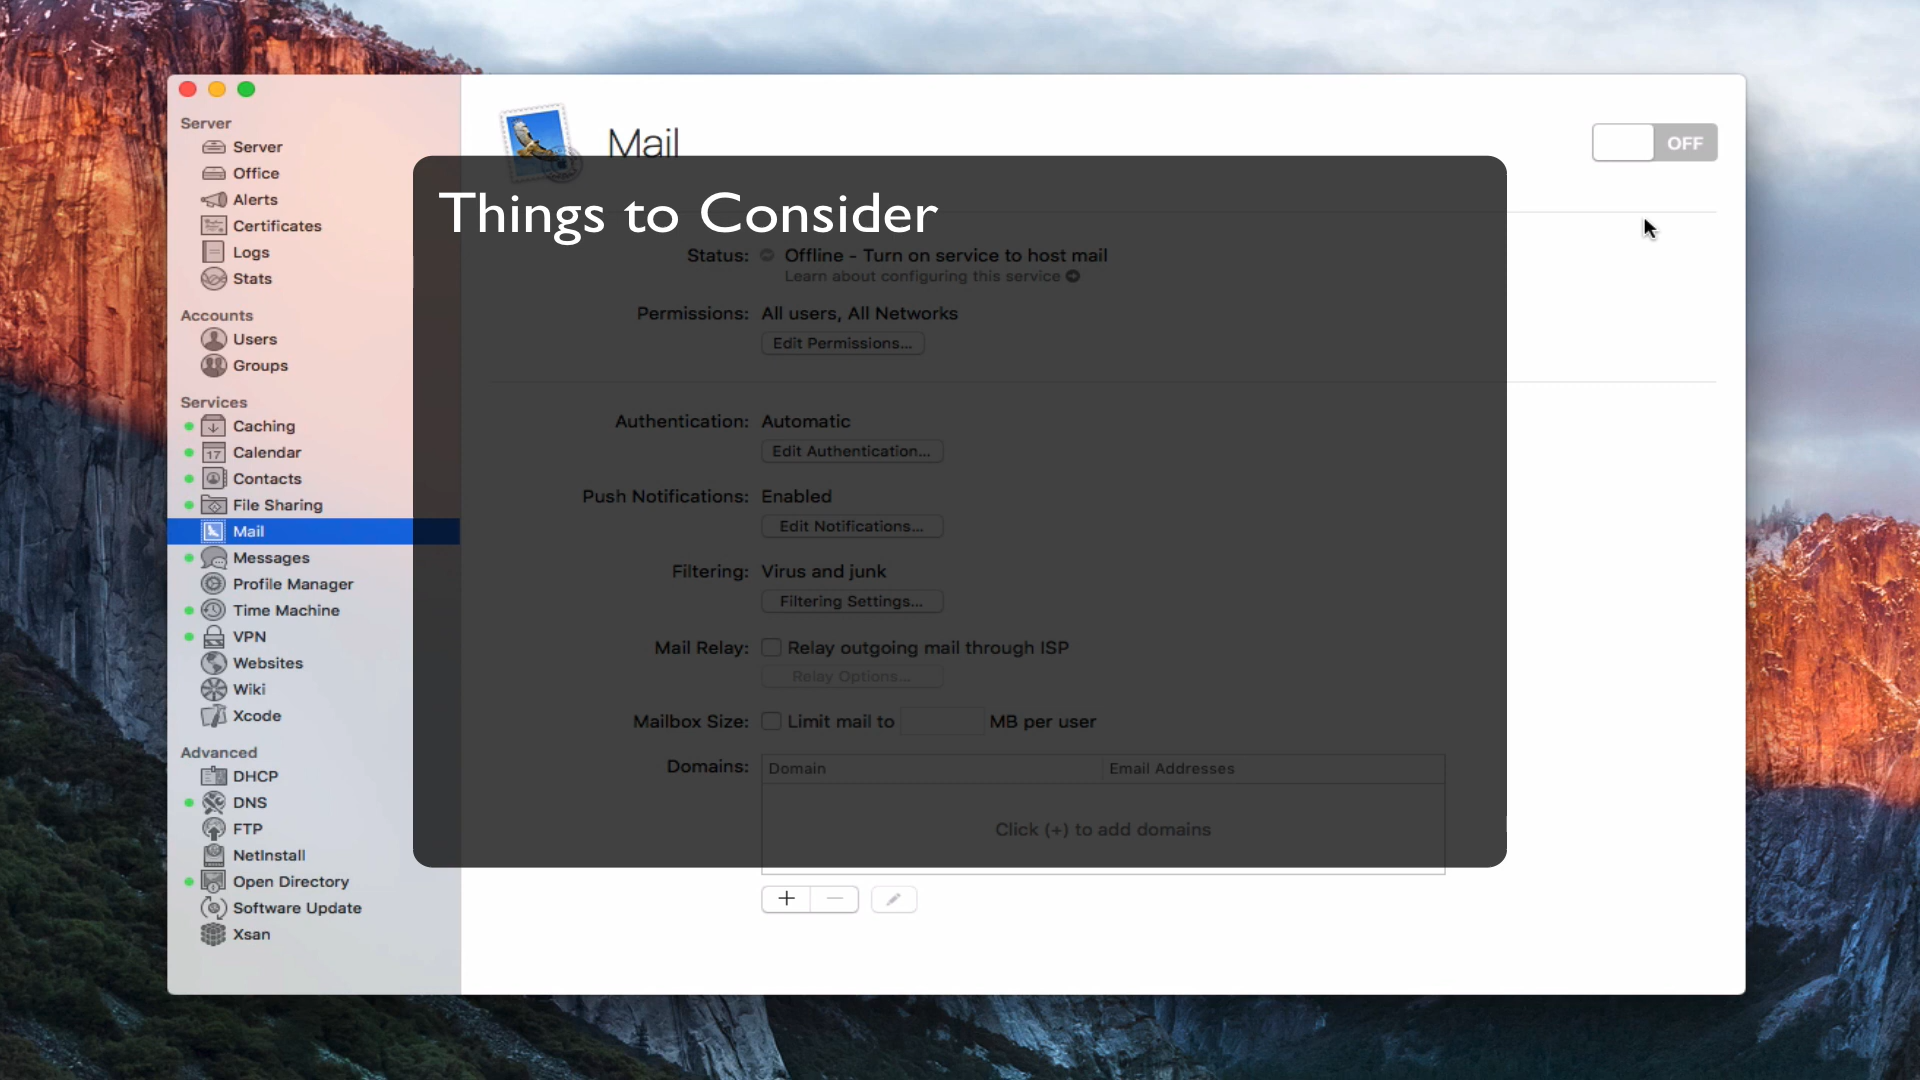 Server
Server
Office
Alerts
Certificates
Logs
Stats
Accounts
Users
Groups
Services
Caching
17
Calendar
Contacts
File Sharing
Mail
Messages
Profile Manager
Time Machine
VPN
Websites
Wiki
Xcode
Advanced
DHCP
DNS
FTP
NetInstall
Open Directory
Software Update
Xsan
Mail
OFF
Things to Consider
Status: Offline - Turn on service to host mail
Learn about configuring this service
Permissions: All users, All Networks
Edit Permissions...
Authentication: Automatic
Edit Authentication...
Push Notifications: Enabled
Edit Notifications...
Filtering: Virus and junk
Filtering Settings...
Mail Relay: Relay outgoing mail through ISP
Relay Options...
Mailbox Size: Limit mail to MB per user
Domains: Domain Email Addresses
Click (+) to add domains